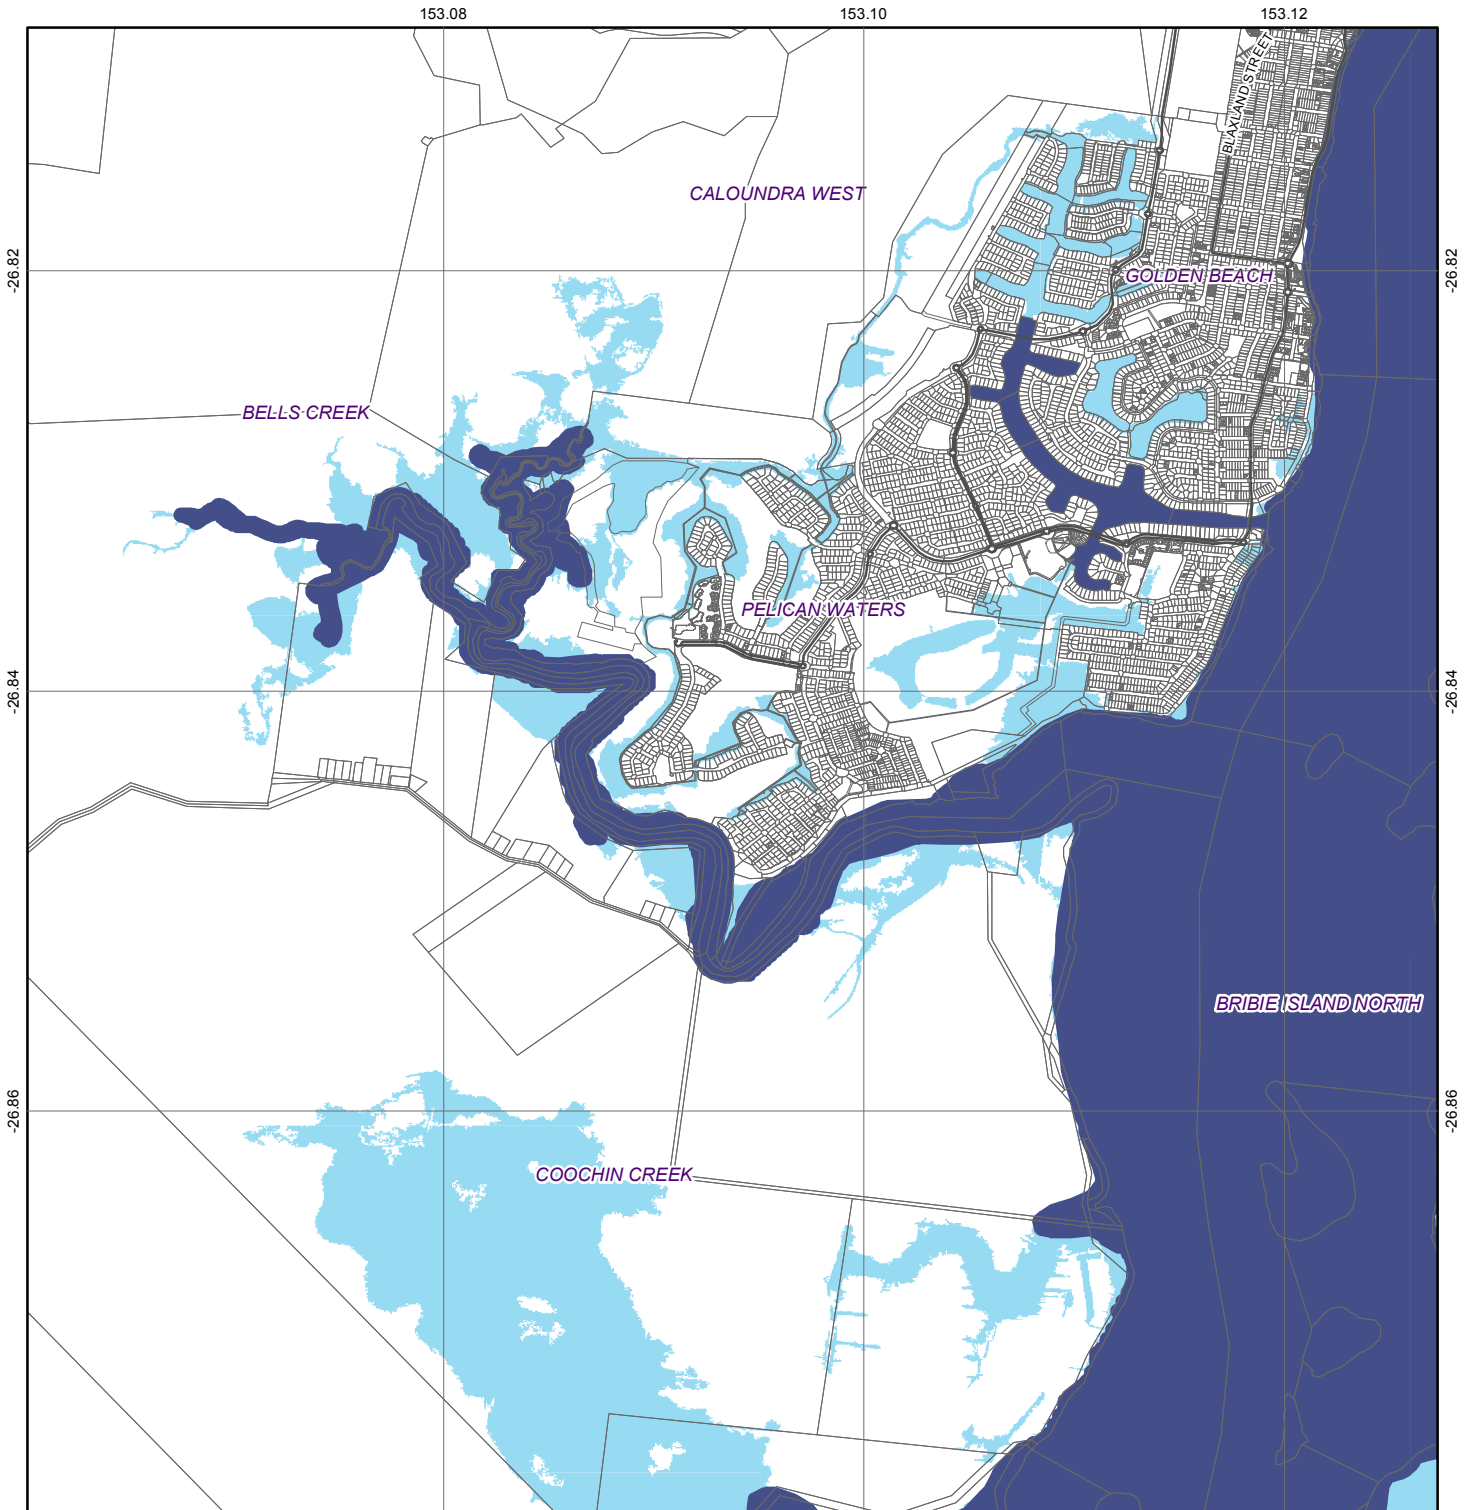 153.08
153.10
153.12
BLAXLAND STREET
CALOUNDRA WEST
-26.82
GOLDEN BEACH
-26.82
BELLS CREEK
PELICAN WATERS
-26.84
-26.84
BRIBIE ISLAND NORTH
-26.86
-26.86
COOCHIN CREEK